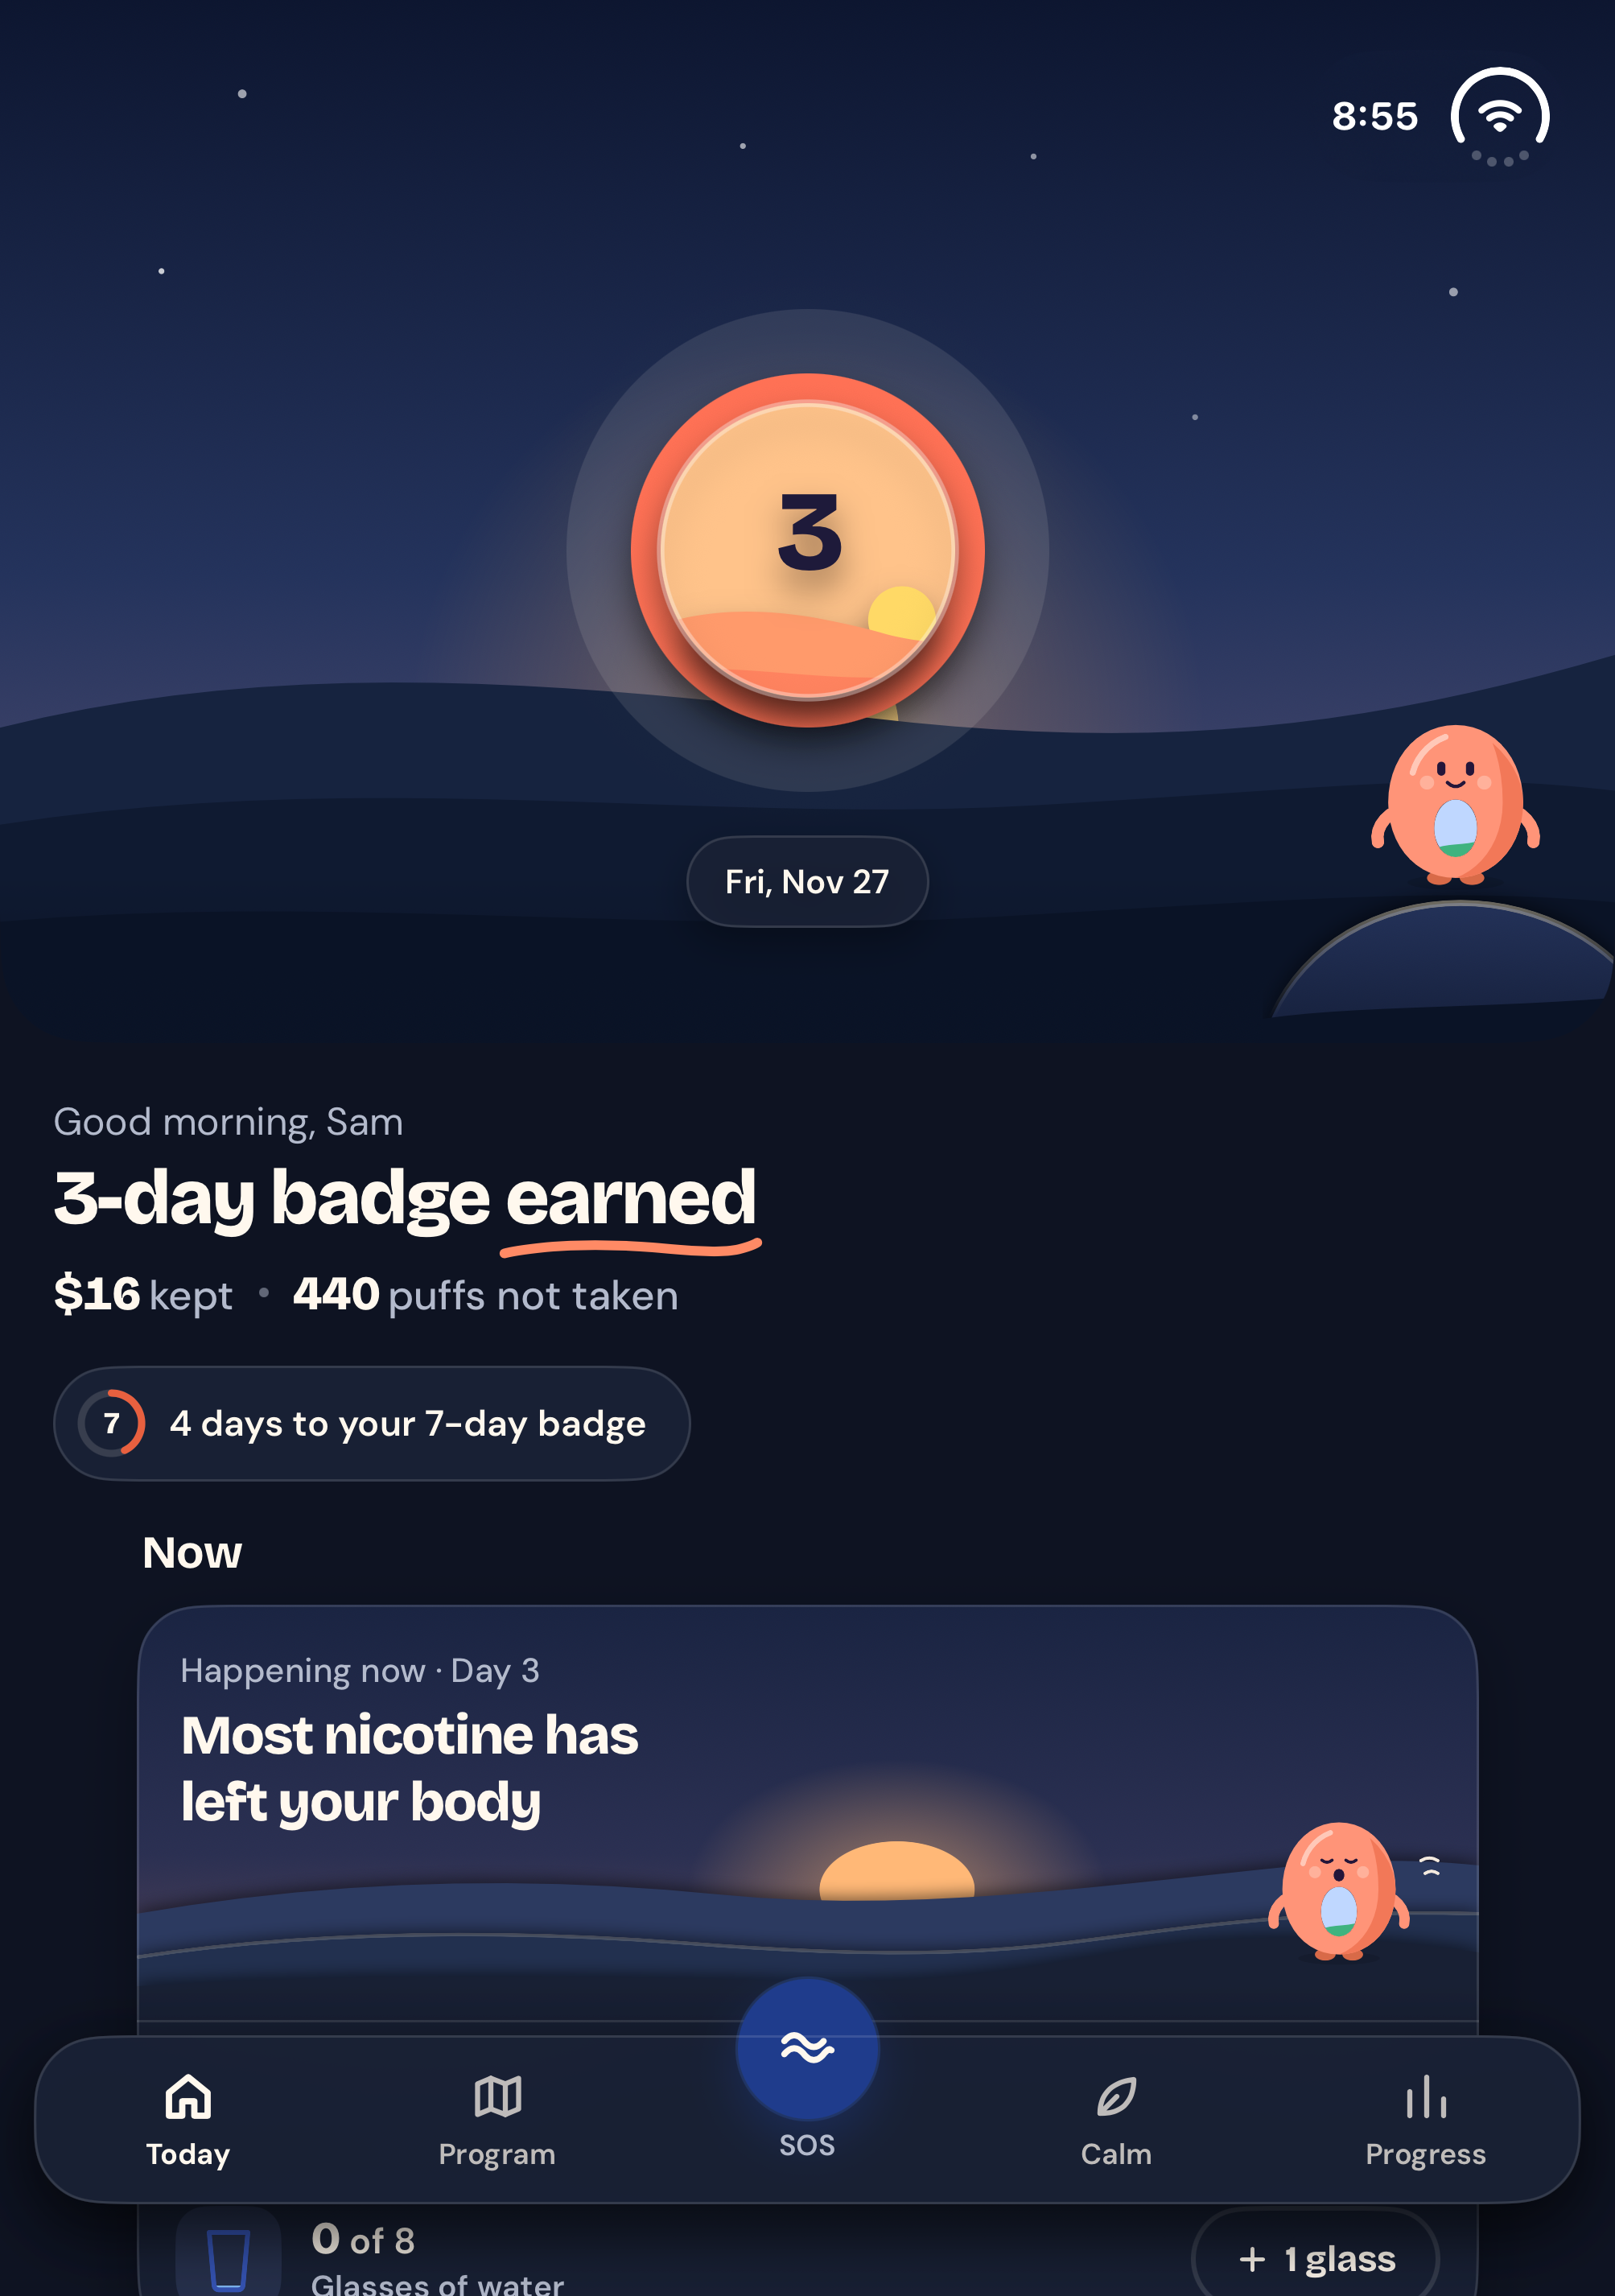 8:55
3
Fri, Nov 27
Good morning, Sam
3-day badge earned
$16 kept • 440 puffs not taken
7 4 days to your 7-day badge
Now
Happening now · Day 3
Most nicotine has
left your body
Today
Program
SOS
Calm
Progress
0 of 8
Glasses of water
+ 1 glass